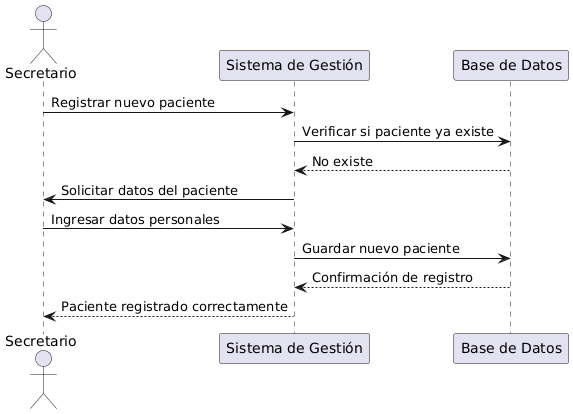 Secretario
Sistema de Gestión
Base de Datos
Registrar nuevo paciente
Verificar si paciente ya existe
No existe
Solicitar datos del paciente
Ingresar datos personales
Guardar nuevo paciente
Confirmación de registro
Paciente registrado correctamente
Secretario
Sistema de Gestión
Base de Datos